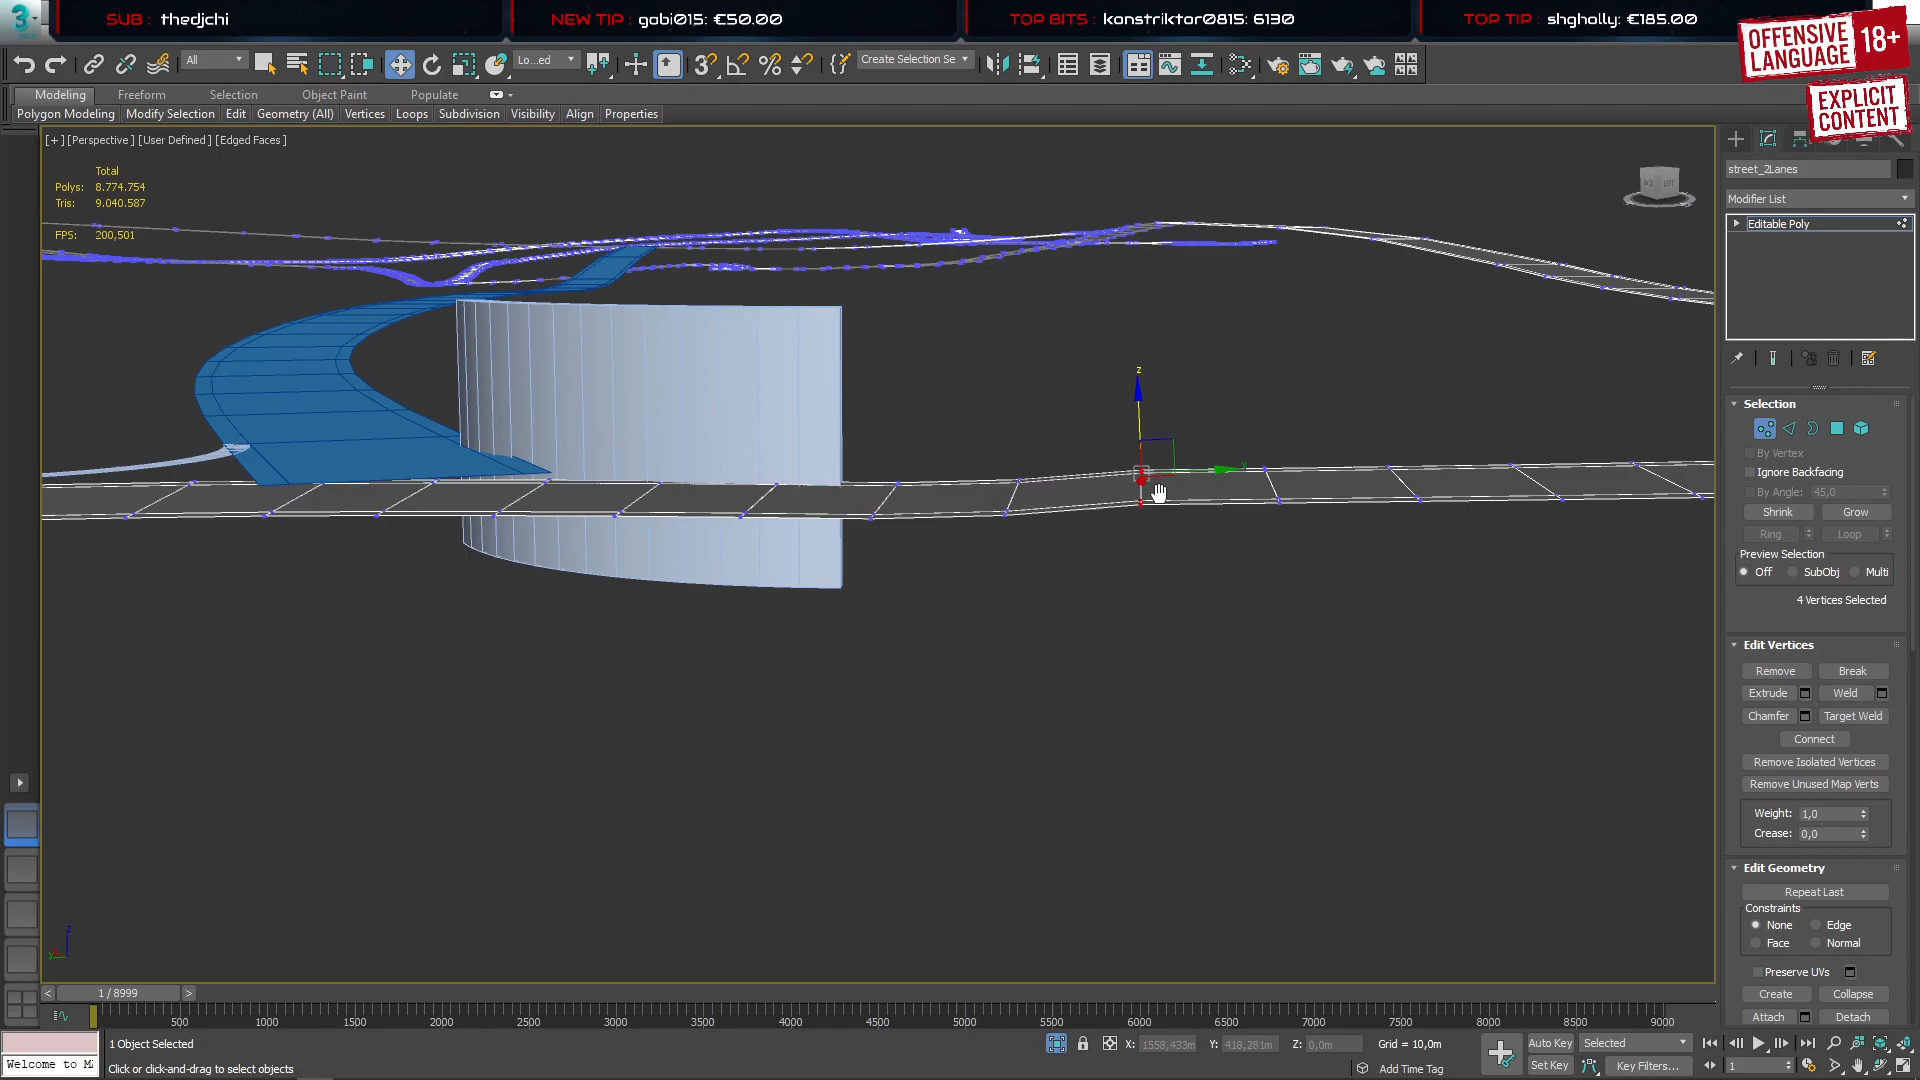 SUB : thedjchi
NEW TIP : gobi015: €50.00
TOP BITS : konstriktor0815: 6130
TOP TIP : shgholly: €185.00
OFFENSIVE LANGUAGE 18+
EXPLICIT CONTENT
All
Lo...ed
Create Selection Se
Modeling Freeform Selection Object Paint Populate
Polygon Modeling Modify Selection Edit Geometry (All) Vertices Loops Subdivision Visibility Align Properties
[+] [Perspective] [User Defined] [Edged Faces]
Total
Polys: 8.774.754
Tris: 9.040.587
FPS: 200,501
z
y
LEFT
street_2Lanes
Modifier List
Editable Poly
Selection
By Vertex
Ignore Backfacing
By Angle: 45,0
Shrink Grow
Ring Loop
Preview Selection
Off SubObj Multi
4 Vertices Selected
Edit Vertices
Remove Break
Extrude Weld
Chamfer Target Weld
Connect
Remove Isolated Vertices
Remove Unused Map Verts
Weight: 1,0
Crease: 0,0
Edit Geometry
Repeat Last
Constraints
None Edge
Face Normal
Preserve UVs
Create Collapse
Attach Detach
z
y
< 1 / 8999 >
500 1000 1500 2000 2500 3000 3500 4000 4500 5000 5500 6000 6500 7000 7500 8000 8500 9000
1 Object Selected
X: 1558,433m Y: 418,281m Z: 0,0m Grid = 10,0m
Auto Key Selected
Welcome to M
Click or click-and-drag to select objects
Add Time Tag
Set Key Key Filters...
1